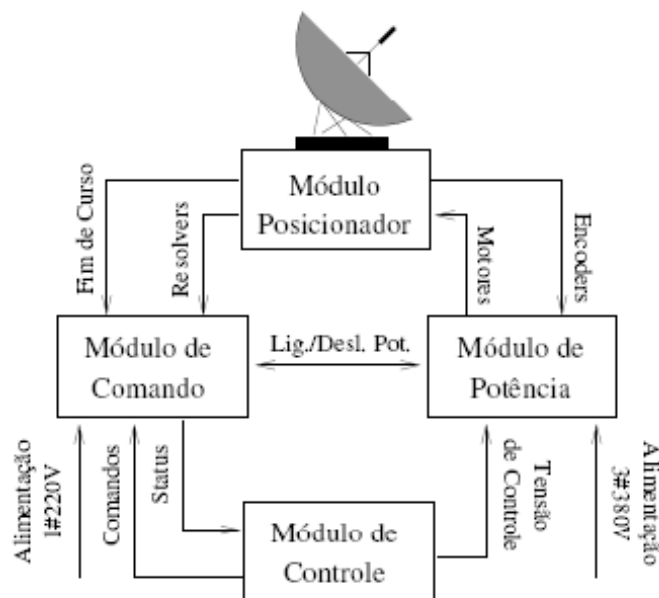 Módulo
Posicionador
Fim de Curso
Resolvers
Motores
Encoders
Módulo de
Comando
Lig./Desl. Pot.
Módulo de
Potência
Alimentação
1#220V
Comandos
Status
Módulo de
Controle
Tensão
de Controle
Alimentação
3#380V